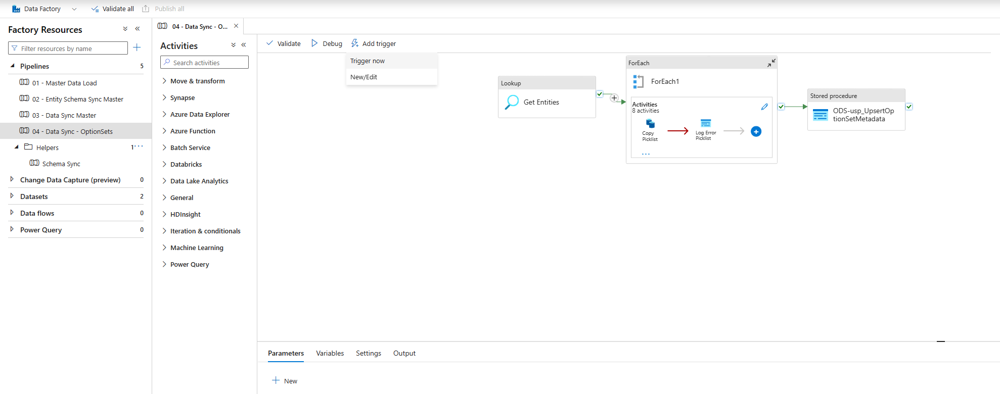 Data Factory
Validate all
Publish all
Factory Resources
Filter resources by name
Pipelines 5
01 - Master Data Load
02 - Entity Schema Sync Master
03 - Data Sync Master
04 - Data Sync - OptionSets
Helpers 1
Schema Sync
Change Data Capture (preview) 0
Datasets 2
Data flows 0
Power Query 0
04 - Data Sync - O...
Activities
Search activities
Move & transform
Synapse
Azure Data Explorer
Azure Function
Batch Service
Databricks
Data Lake Analytics
General
HDInsight
Iteration & conditionals
Machine Learning
Power Query
Validate
Debug
Add trigger
Trigger now
New/Edit
Lookup
Get Entities
ForEach
ForEach1
Activities
8 activities
Copy
Picklist
Log Error
Picklist
...
Stored procedure
ODS-usp_UpsertOp
tionSetMetadata
Parameters
Variables
Settings
Output
New